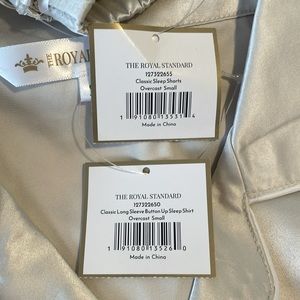 THE ROYAL
THE ROYAL STANDARD
127322655
Classic Sleep Shorts
Overcast Small
1 91080 13531 4
Made in China
THE ROYAL STANDARD
127322650
Classic Long Sleeve Button Up Sleep Shirt
Overcast Small
1 91080 13526 0
Made in China